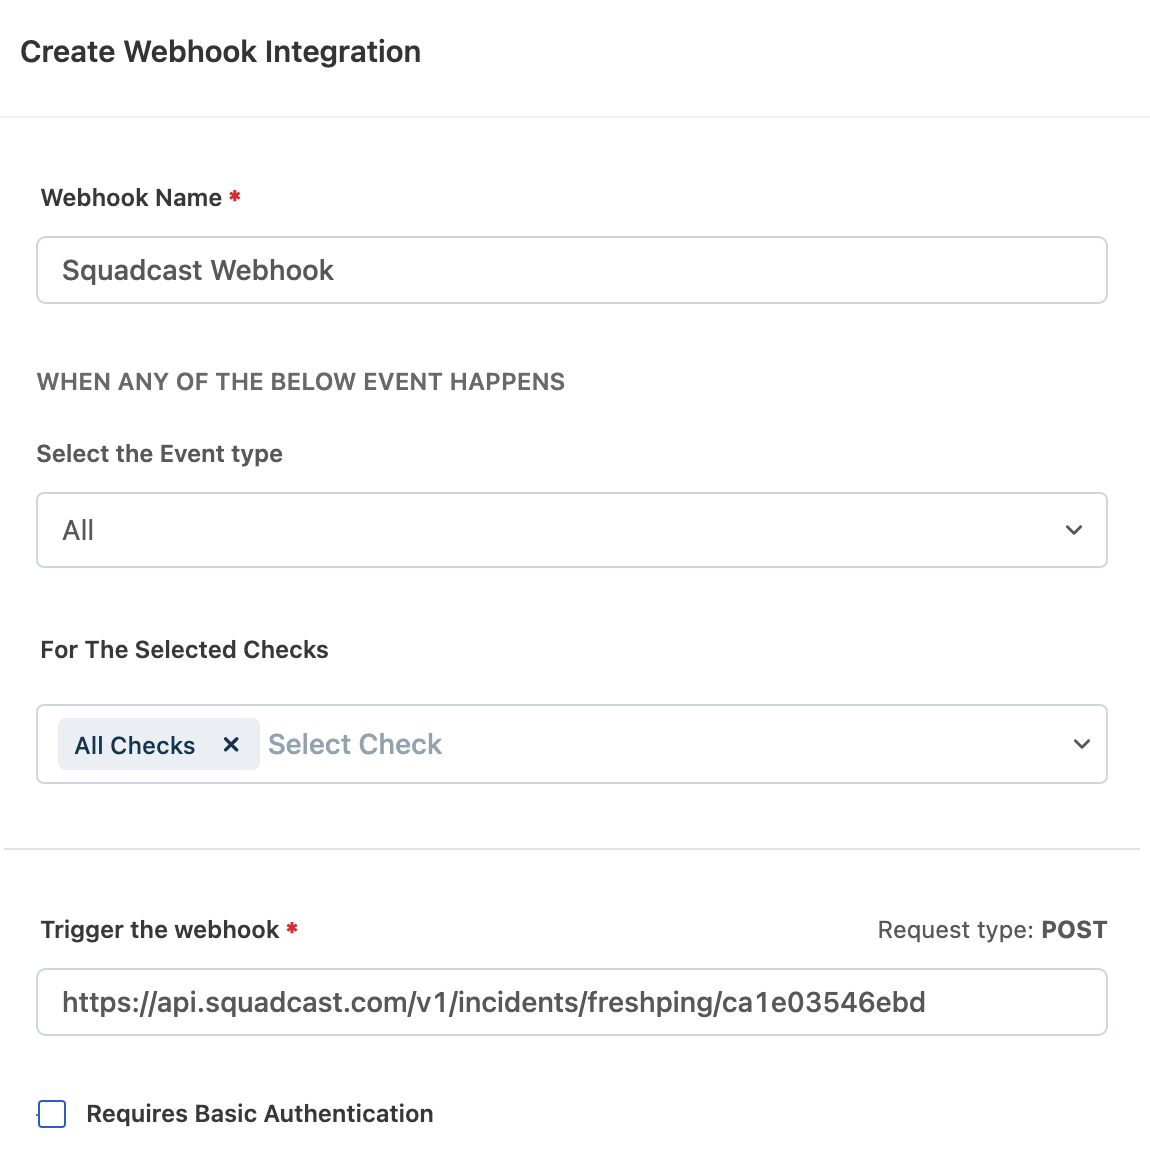 Create Webhook Integration
Webhook Name *
Squadcast Webhook
WHEN ANY OF THE BELOW EVENT HAPPENS
Select the Event type
All
For The Selected Checks
All Checks × Select Check
Trigger the webhook * Request type: POST
https://api.squadcast.com/v1/incidents/freshping/ca1e03546ebd
Requires Basic Authentication